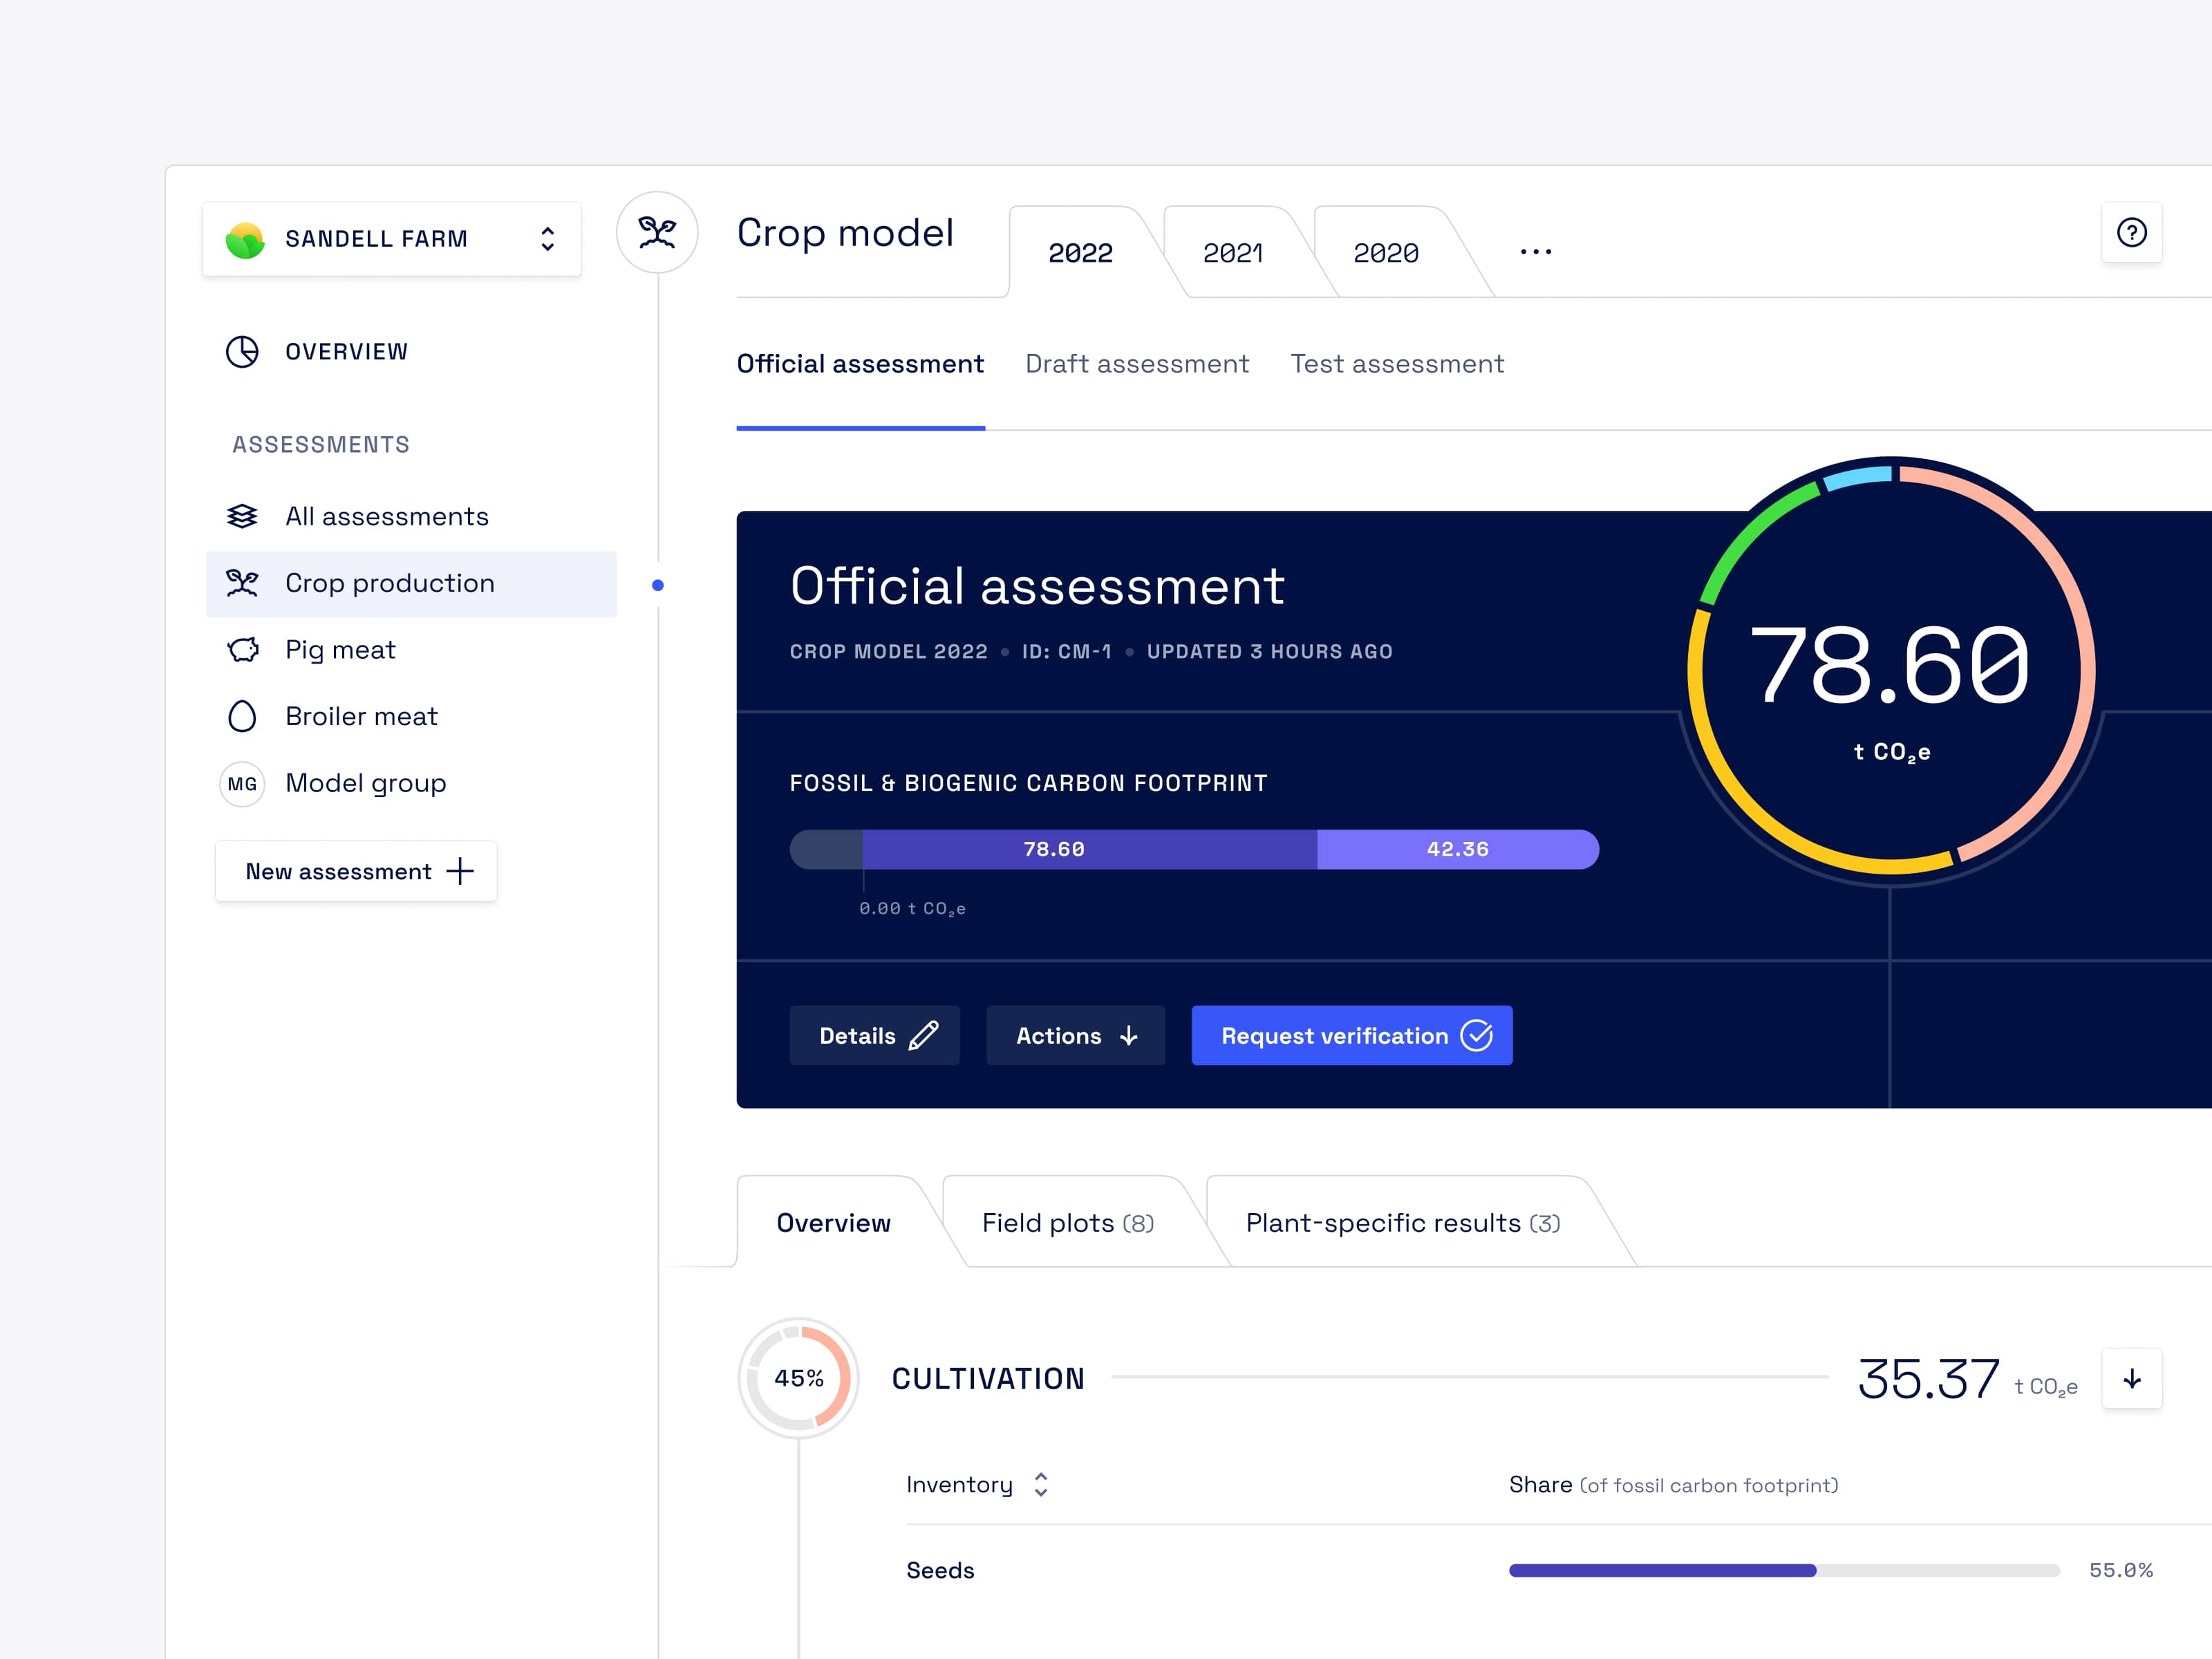 SANDELL FARM
Crop model
2022
2021
2020
...
OVERVIEW
Official assessment
Draft assessment
Test assessment
ASSESSMENTS
All assessments
Crop production
Pig meat
Broiler meat
MG
Model group
New assessment
Official assessment
CROP MODEL 2022 • ID: CM-1 • UPDATED 3 HOURS AGO
78.60
t CO₂e
FOSSIL & BIOGENIC CARBON FOOTPRINT
78.60
42.36
0.00 t CO₂e
Details
Actions
Request verification
Overview
Field plots (8)
Plant-specific results (3)
45%
CULTIVATION
35.37 t CO₂e
Inventory
Share (of fossil carbon footprint)
Seeds
55.0%